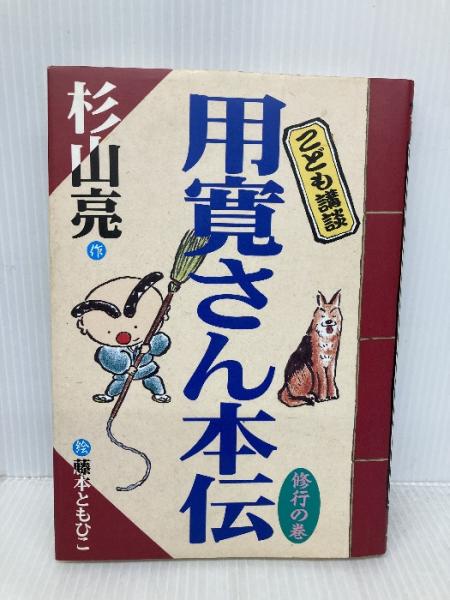 こども講談
用寛さん本伝
修行の巻
杉山亮
作
絵
藤本ともひこ